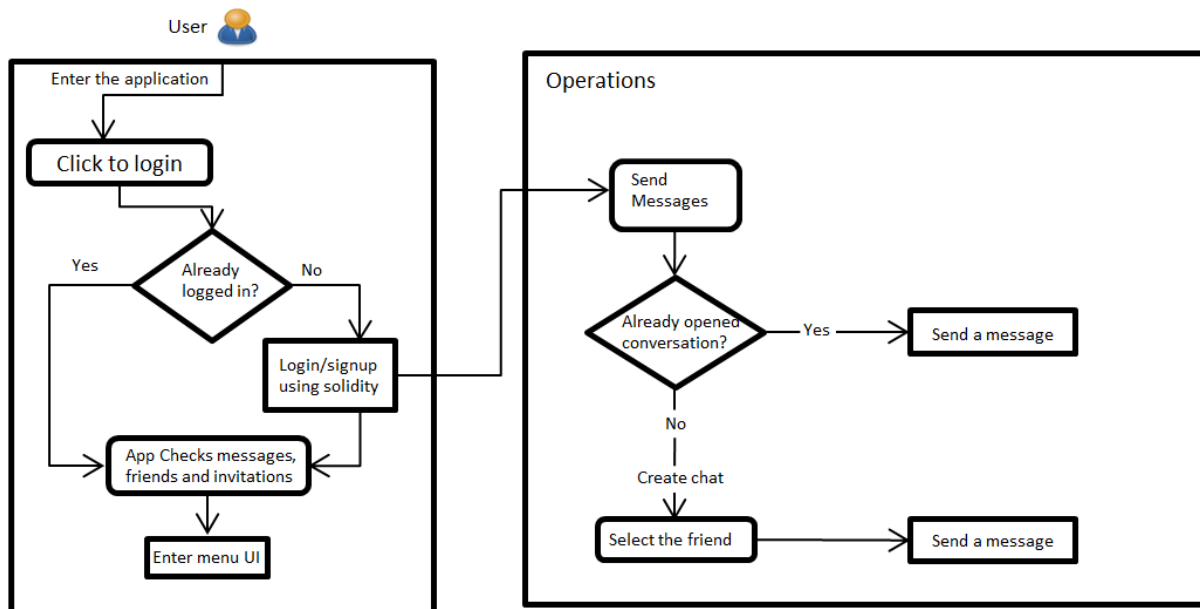 User
Enter the application
Click to login
Already
logged in?
Yes
No
Login/signup
using solidity
App Checks messages,
friends and invitations
Enter menu UI
Operations
Send
Messages
Already opened
conversation?
Yes
Send a message
No
Create chat
Select the friend
Send a message